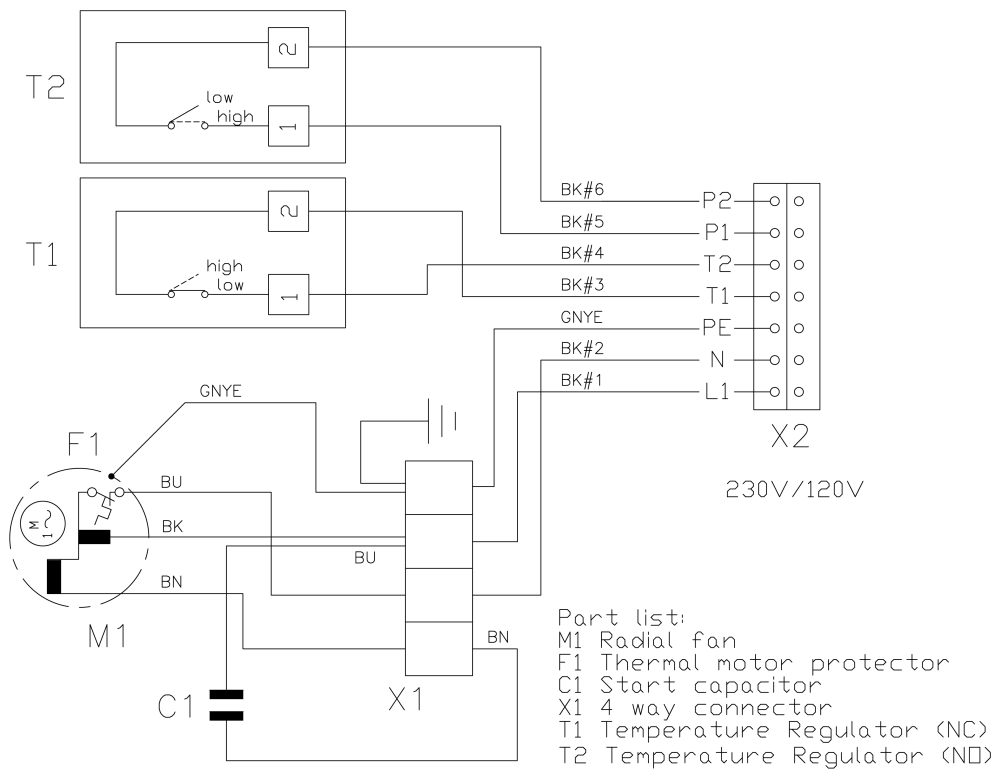 T2
2
low
high
1
T1
2
high
low
1
BK#6
P2
BK#5
P1
BK#4
T2
BK#3
T1
GNYE
PE
BK#2
N
BK#1
L1
X2
230V/120V
GNYE
F1
BU
M
1~
BK
BU
BN
M1
C1
X1
BN
Part list:
M1 Radial fan
F1 Thermal motor protector
C1 Start capacitor
X1 4 way connector
T1 Temperature Regulator (NC)
T2 Temperature Regulator (NO)